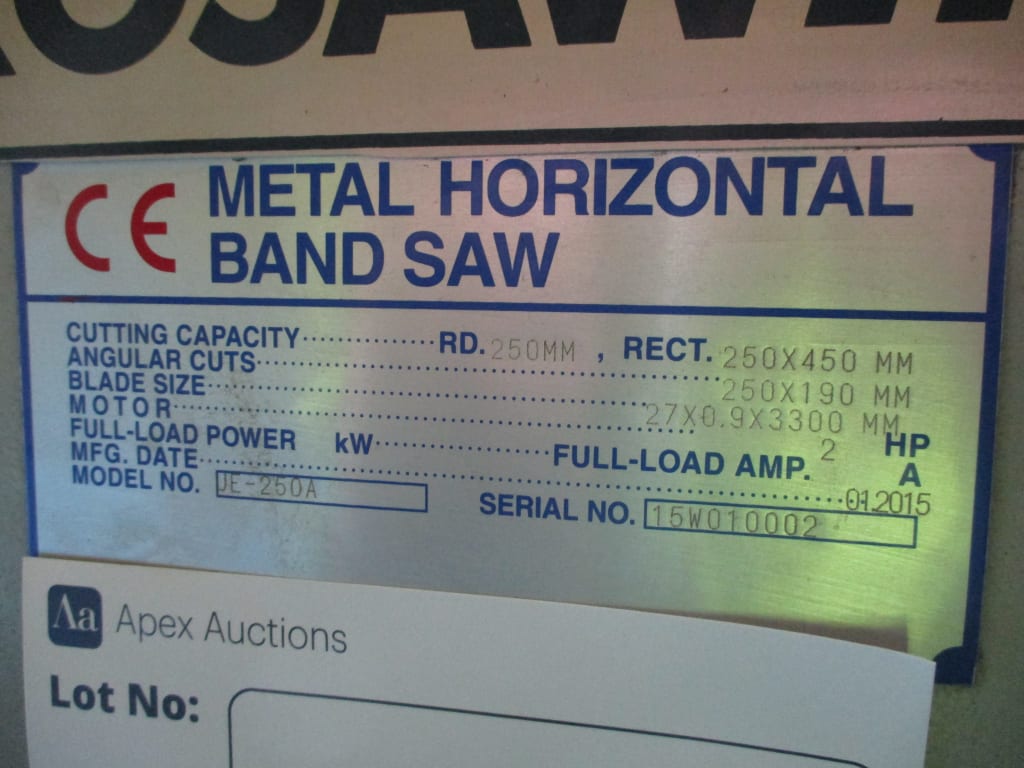 CE METAL HORIZONTAL
BAND SAW
CUTTING CAPACITY··············RD. 250MM , RECT. 250X450 MM
ANGULAR CUTS·················································250X190 MM
BLADE SIZE·················································27X0.9X3300 MM
MOTOR·················································2 HP
FULL-LOAD POWER kW··················FULL-LOAD AMP. A
MFG. DATE·················································01.2015
MODEL NO. JE-250A SERIAL NO. 15W010002
Aa Apex Auctions
Lot No: